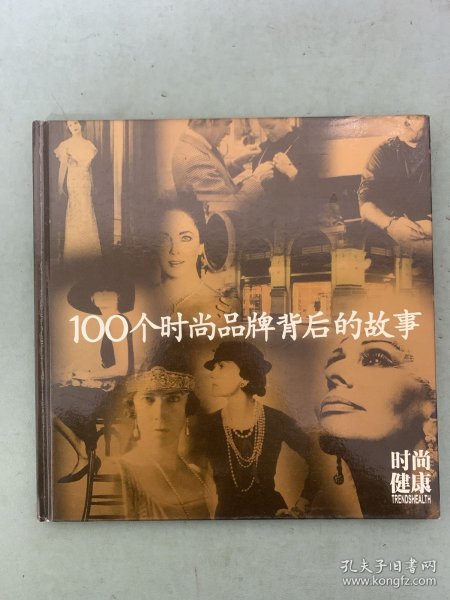 100个时尚品牌背后的故事
时尚
健康
TRENDSHEALTH
孔夫子旧书网
www.kongfz.com